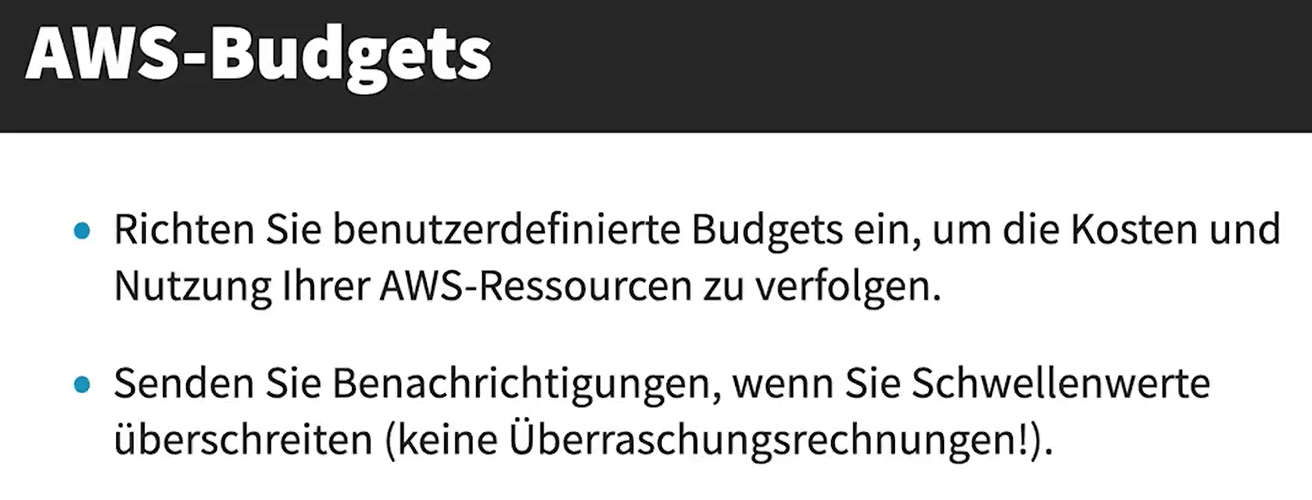 AWS-Budgets
• Richten Sie benutzerdefinierte Budgets ein, um die Kosten und
Nutzung Ihrer AWS-Ressourcen zu verfolgen.
• Senden Sie Benachrichtigungen, wenn Sie Schwellenwerte
überschreiten (keine Überraschungsrechnungen!).